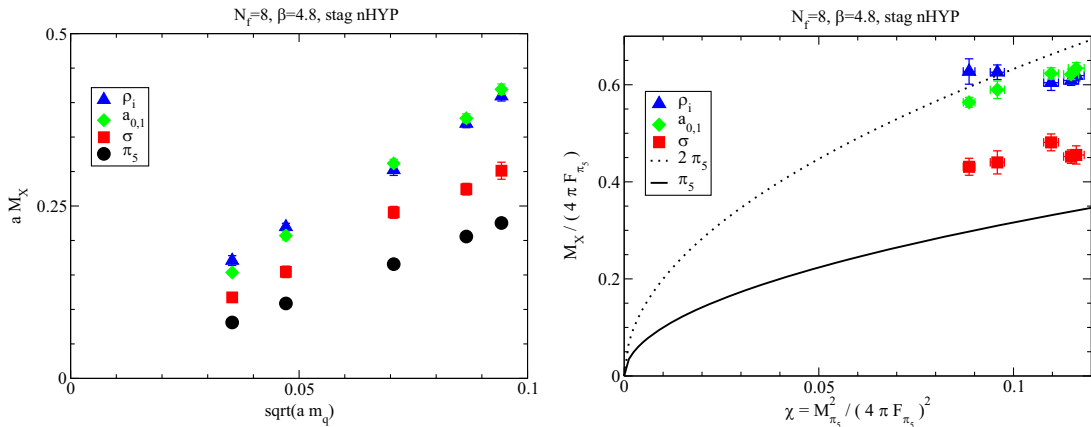 N_f=8, β=4.8, stag nHYP
0.5
ρ_i
a_{0,1}
σ
π_5
a M_X
0.25
0
0
0.05
0.1
sqrt(a m_q)
N_f=8, β=4.8, stag nHYP
0.6
ρ_i
a_{0,1}
σ
2 π_5
π_5
M_X / ( 4 π F_{π_5} )
0.4
0.2
0
0
0.05
0.1
χ = M_{π_5}^2 / ( 4 π F_{π_5} )^2